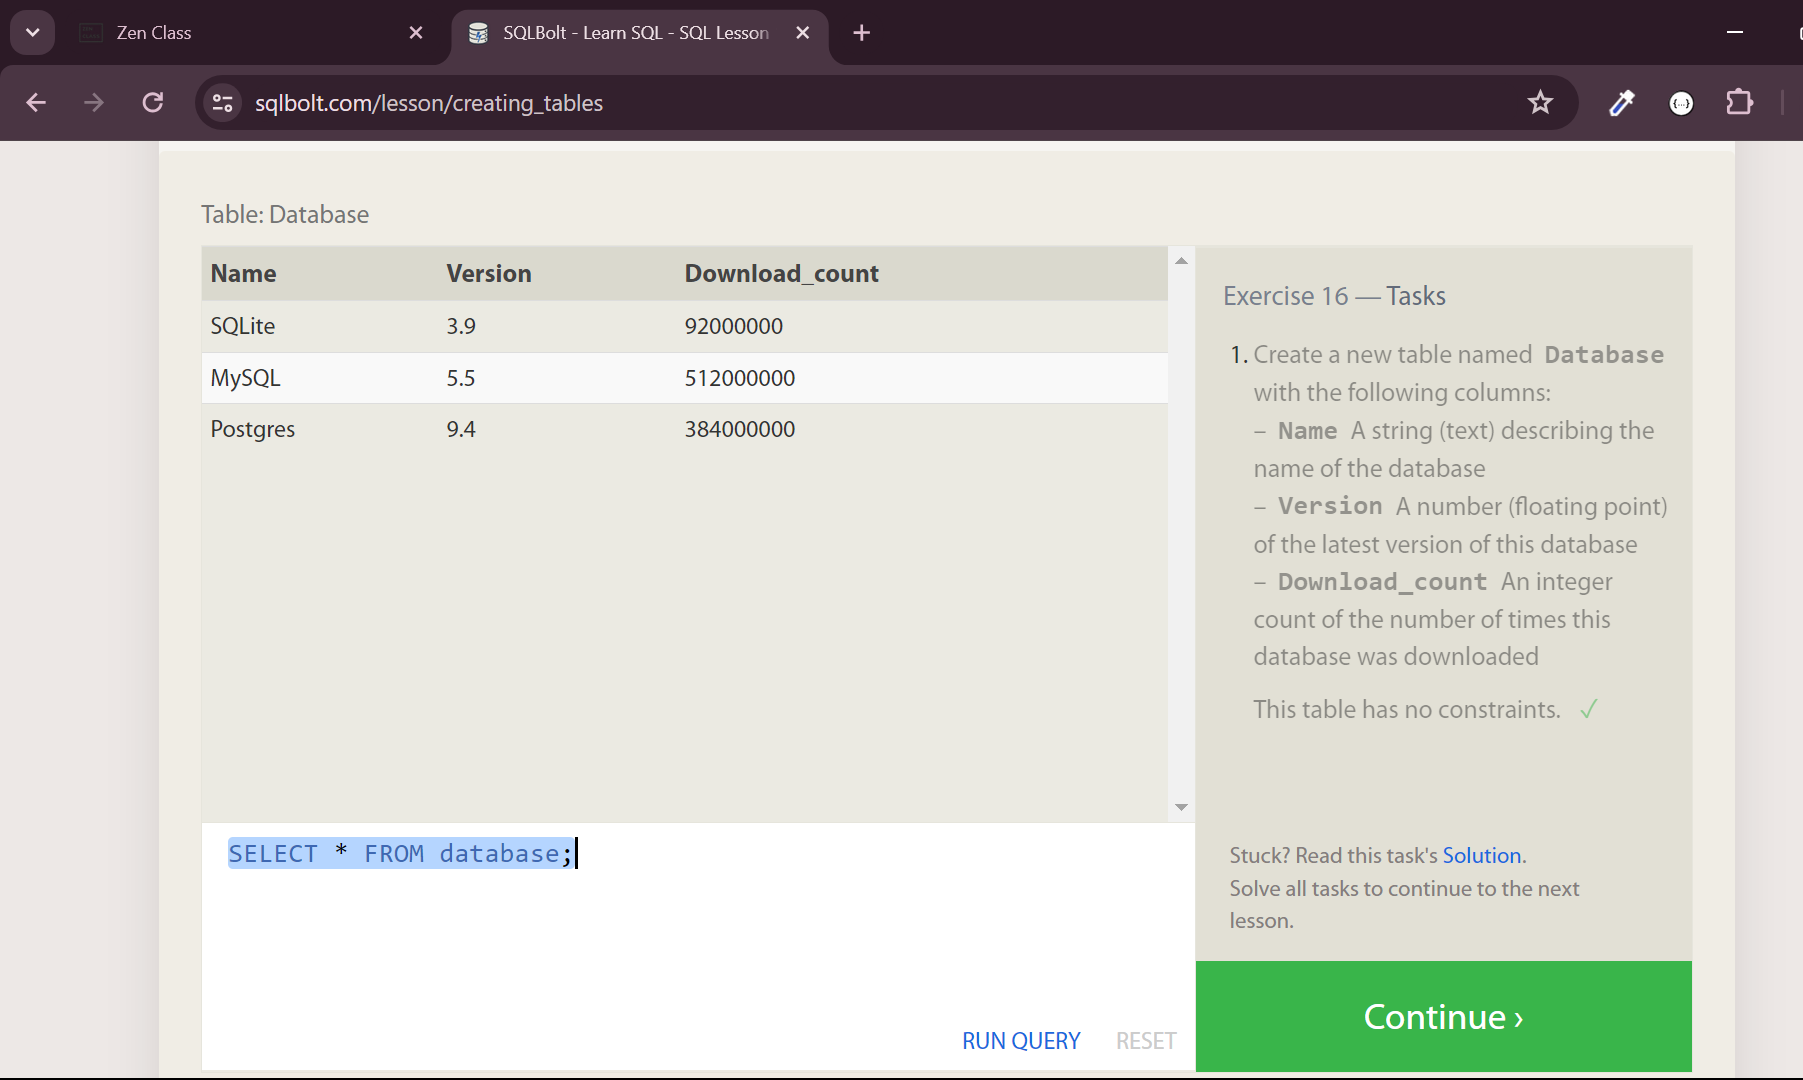 Zen Class
SQLBolt - Learn SQL - SQL Lesson
sqlbolt.com/lesson/creating_tables
Table: Database
Name Version Download_count
SQLite 3.9 92000000
MySQL 5.5 512000000
Postgres 9.4 384000000
SELECT * FROM database;
RUN QUERY RESET
Exercise 16 — Tasks
1. Create a new table named Database
with the following columns:
– Name A string (text) describing the
name of the database
– Version A number (floating point)
of the latest version of this database
– Download_count An integer
count of the number of times this
database was downloaded
This table has no constraints. ✓
Stuck? Read this task's Solution.
Solve all tasks to continue to the next
lesson.
Continue ›